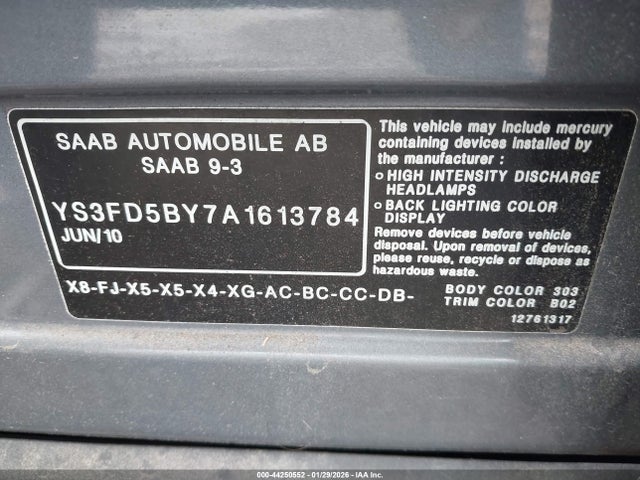 SAAB AUTOMOBILE AB
SAAB 9-3
YS3FD5BY7A1613784
JUN/10
X8-FJ-X5-X5-X4-XG-AC-BC-CC-DB-
This vehicle may include mercury
containing devices installed by
the manufacturer :
o HIGH INTENSITY DISCHARGE
HEADLAMPS
o BACK LIGHTING COLOR
DISPLAY
Remove devices before vehicle
disposal. Upon removal of devices,
please reuse, recycle or dispose as
hazardous waste.
BODY COLOR 303
TRIM COLOR B02
12761317
000-44250552 - 01/29/2026 - IAA Inc.